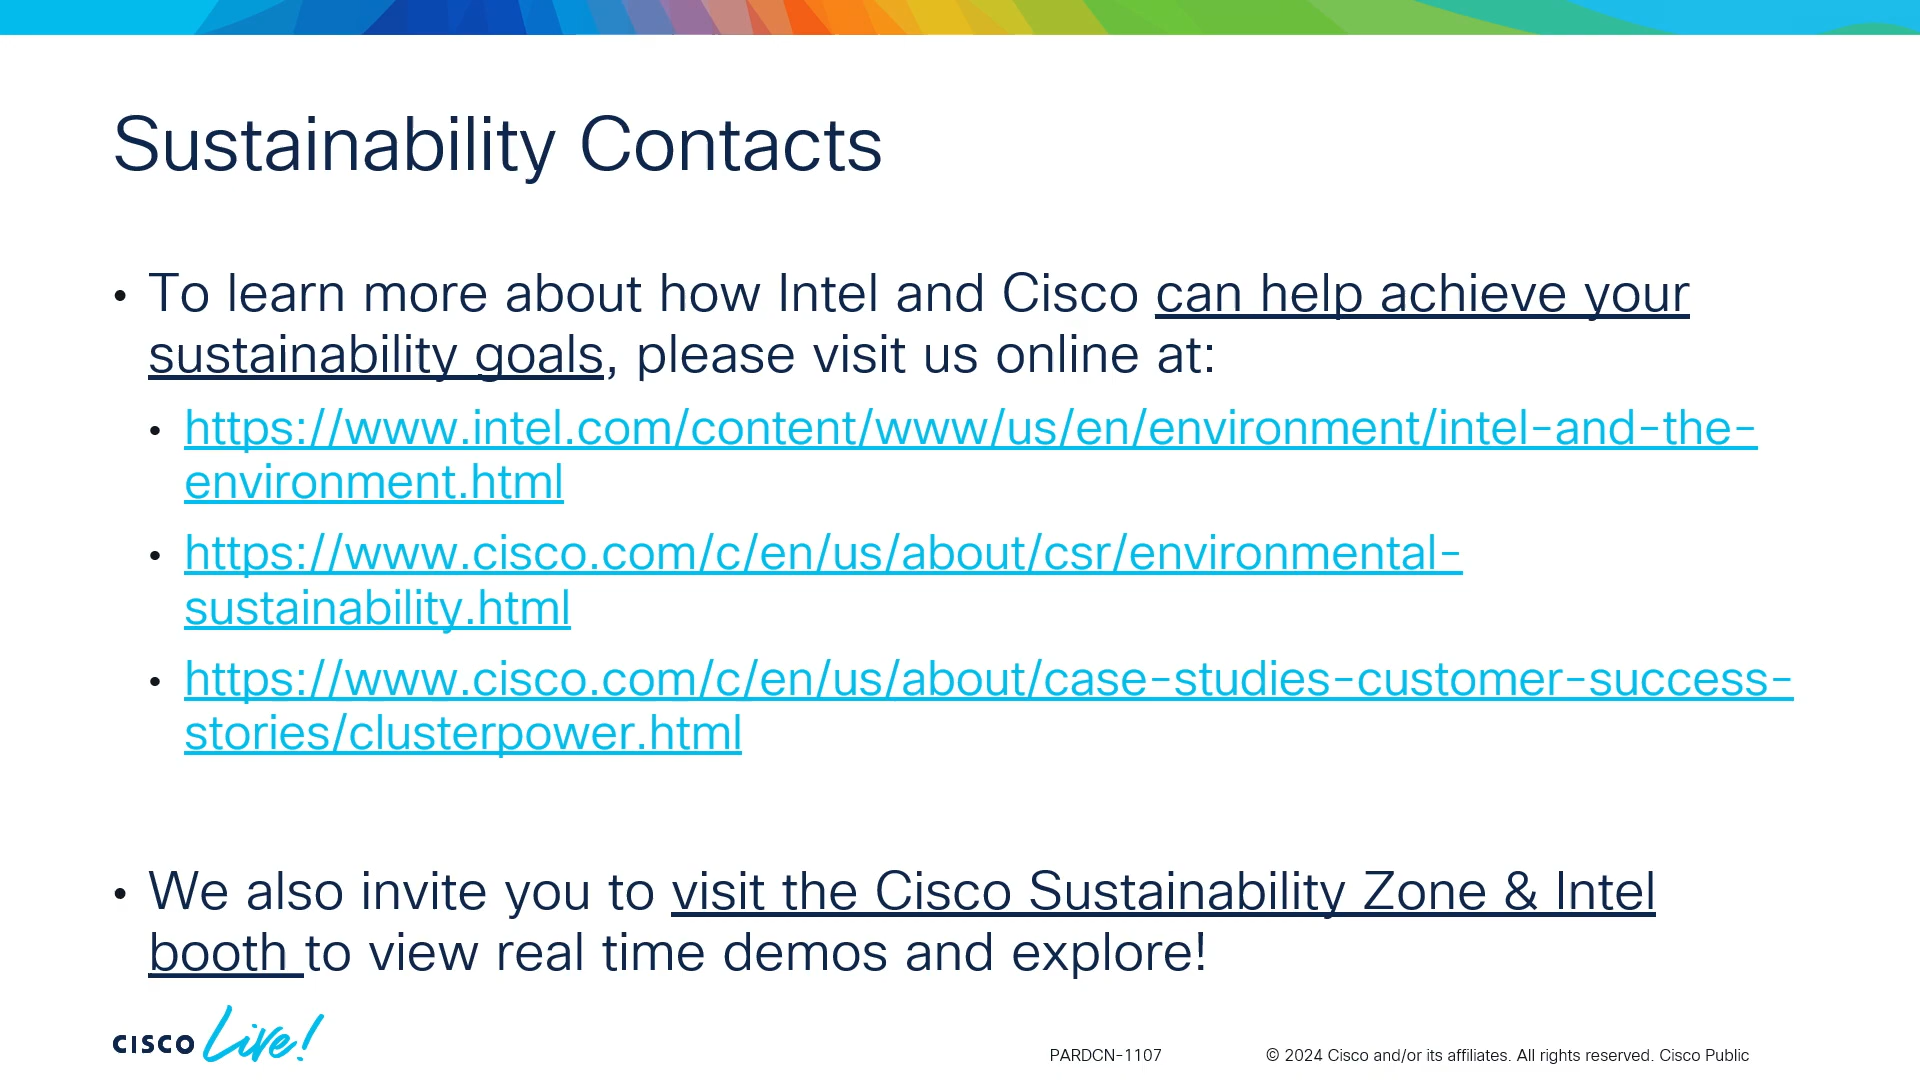 Sustainability Contacts
• To learn more about how Intel and Cisco can help achieve your
sustainability goals, please visit us online at:
• https://www.intel.com/content/www/us/en/environment/intel-and-the-
environment.html
• https://www.cisco.com/c/en/us/about/csr/environmental-
sustainability.html
• https://www.cisco.com/c/en/us/about/case-studies-customer-success-
stories/clusterpower.html
• We also invite you to visit the Cisco Sustainability Zone & Intel
booth to view real time demos and explore!
CISCO Live!
PARDCN-1107
© 2024 Cisco and/or its affiliates. All rights reserved. Cisco Public